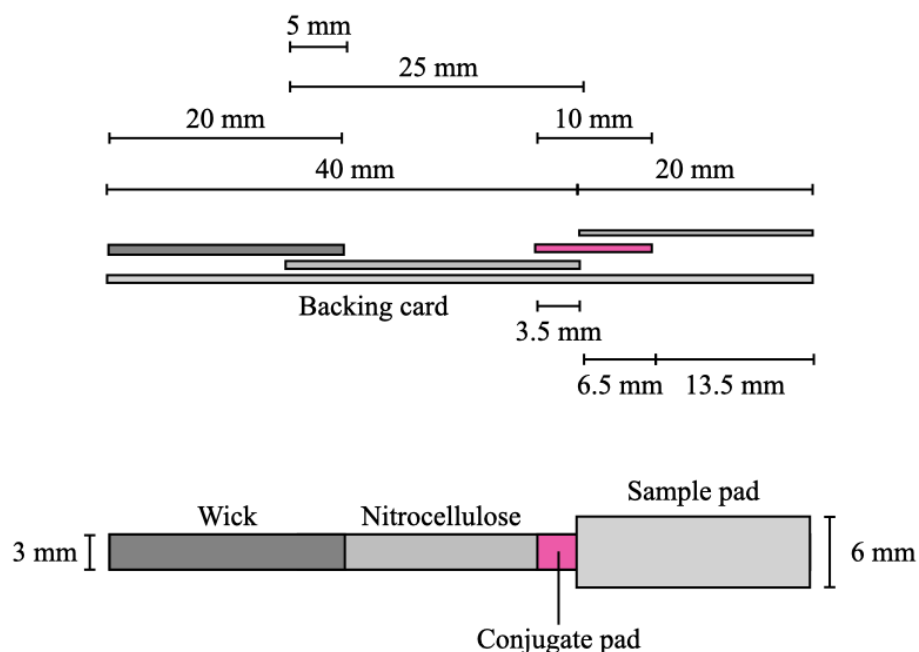 5 mm
25 mm
20 mm
10 mm
40 mm
20 mm
Backing card
3.5 mm
6.5 mm
13.5 mm
Sample pad
Wick
Nitrocellulose
3 mm
6 mm
Conjugate pad